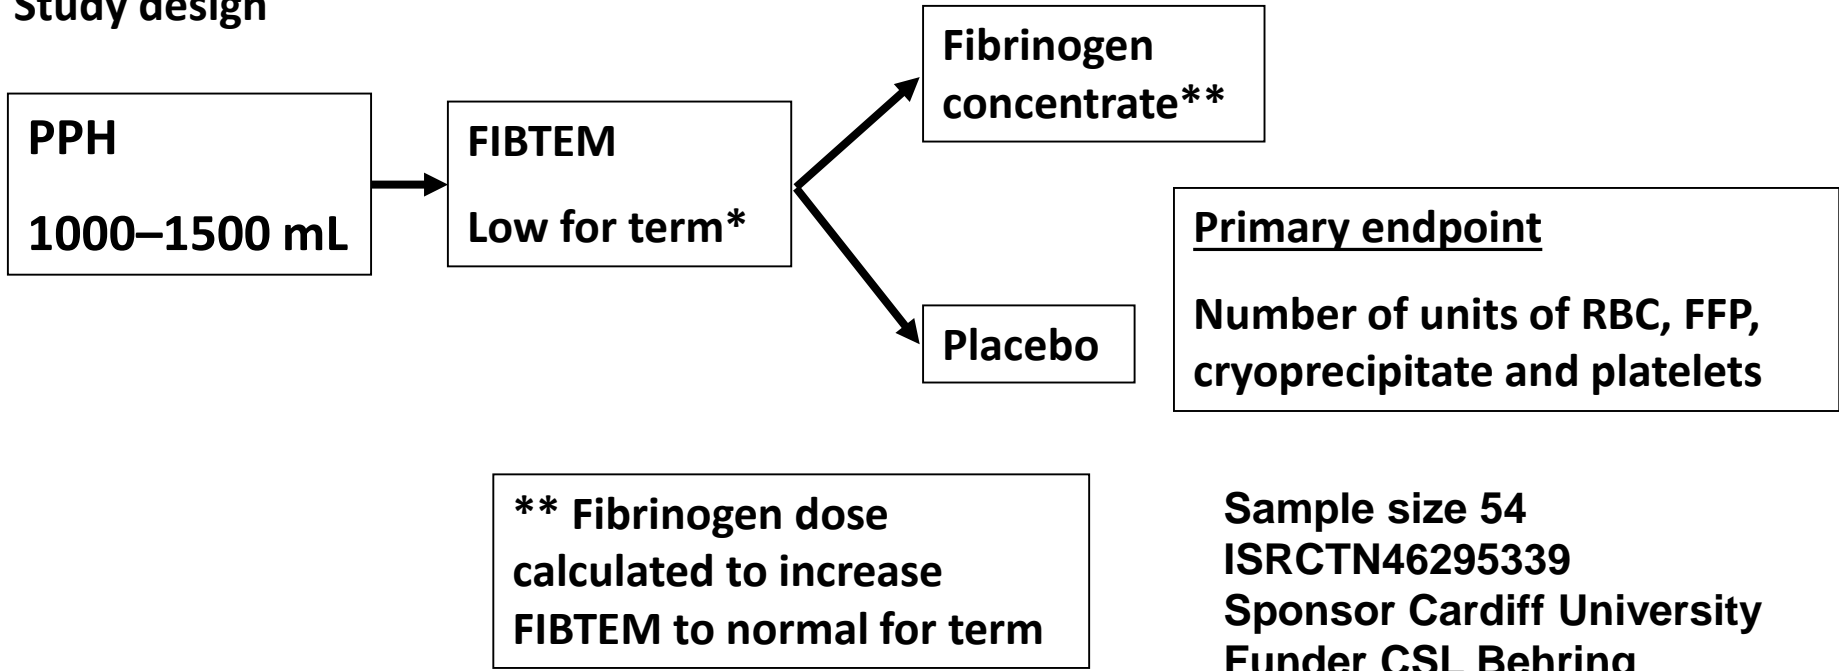 Study design
PPH
1000–1500 mL
FIBTEM
Low for term*
Fibrinogen
concentrate**
Placebo
Primary endpoint
Number of units of RBC, FFP,
cryoprecipitate and platelets
** Fibrinogen dose
calculated to increase
FIBTEM to normal for term
Sample size 54
ISRCTN46295339
Sponsor Cardiff University
Funder CSL Behring